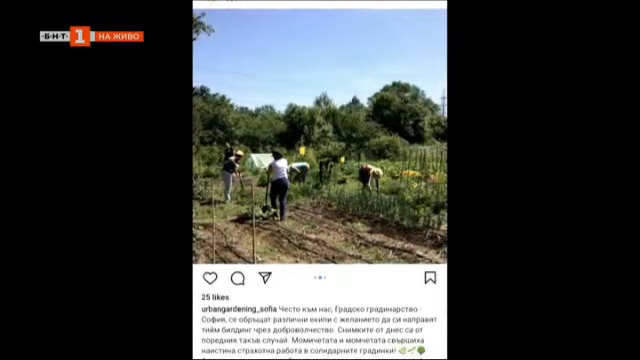 БНТ 1 НА ЖИВО
25 likes
urbangardening_sofia Често към нас, Градско градинарство
София, се обръщат различни екипи с желанието да си направят
тийм билдинг чрез доброволчество. Снимките от днес са от
поредния такъв случай. Момичетата и момчетата свършиха
наистина страхотна работа в солидарните градинки!